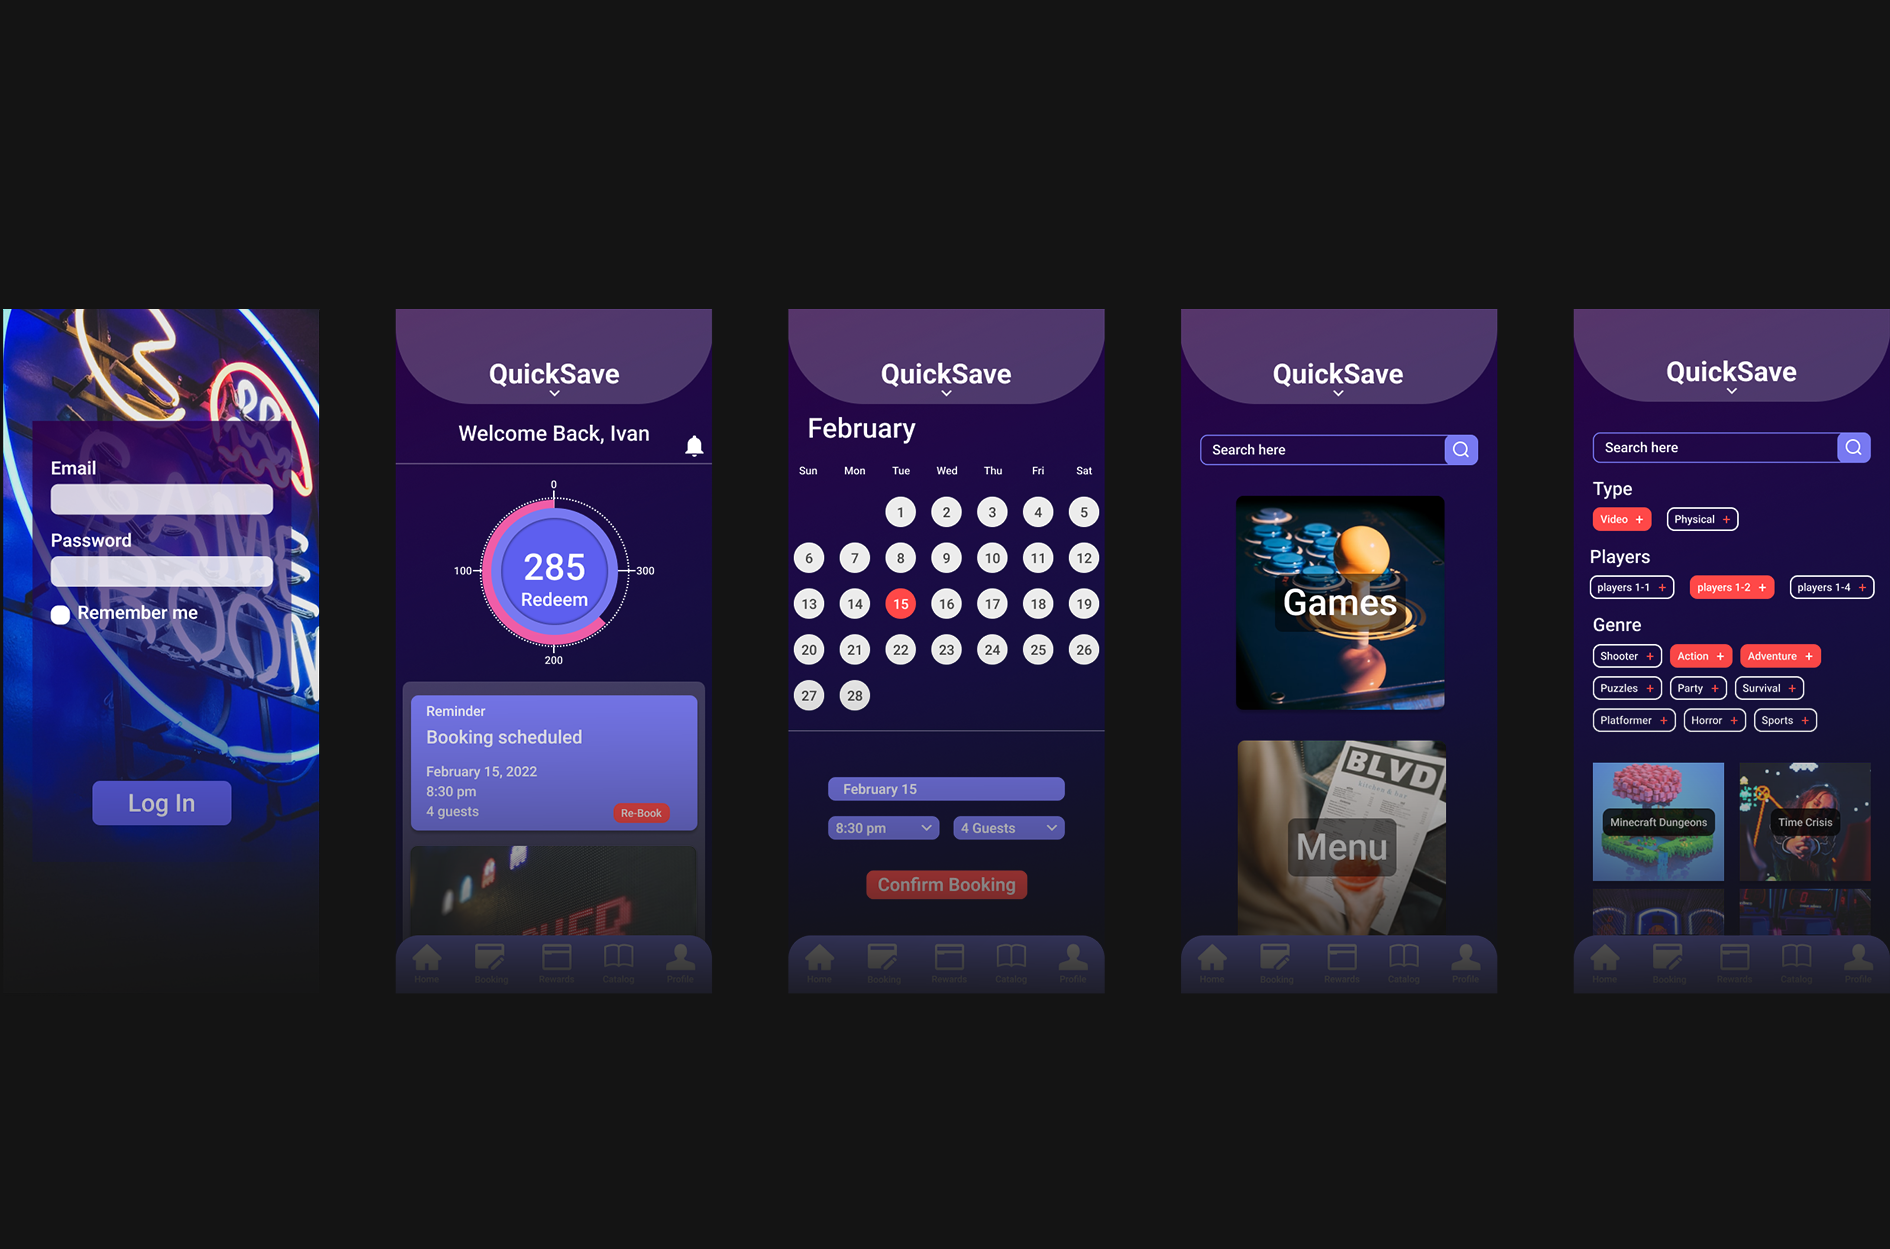 GAME
ROOM
Email
Password
Remember me
Log In
QuickSave
Welcome Back, Ivan
0
100
300
200
285
Redeem
Reminder
Booking scheduled
February 15, 2022
8:30 pm
4 guests
Re-Book
Home Booking Rewards Catalog Profile
QuickSave
February
Sun Mon Tue Wed Thu Fri Sat
1 2 3 4 5
6 7 8 9 10 11 12
13 14 15 16 17 18 19
20 21 22 23 24 25 26
27 28
February 15
8:30 pm 4 Guests
Confirm Booking
Home Booking Rewards Catalog Profile
QuickSave
Search here
Games
BLVD
kitchen & bar
Menu
Home Booking Rewards Catalog Profile
QuickSave
Search here
Type
Video + Physical +
Players
players 1-1 + players 1-2 + players 1-4 +
Genre
Shooter + Action + Adventure +
Puzzles + Party + Survival +
Platformer + Horror + Sports +
Minecraft Dungeons Time Crisis
Home Booking Rewards Catalog Profile